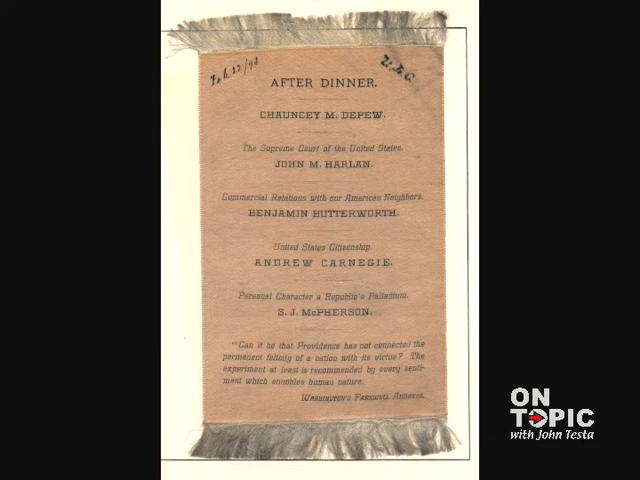 Feb. 22/90
U.L.C.
AFTER DINNER.
CHAUNCEY M. DEPEW.
The Supreme Court of the United States.
JOHN M. HARLAN.
Commercial Relations with our American Neighbors.
BENJAMIN BUTTERWORTH.
United States Citizenship.
ANDREW CARNEGIE.
Personal Character a Republic's Palladium.
S. J. McPHERSON.
"Can it be that Providence has not connected the
permanent felicity of a nation with its virtue? The
experiment at least is recommended by every senti-
ment which ennobles human nature.
WASHINGTON'S FAREWELL ADDRESS.
ON
TOPIC
with John Testa